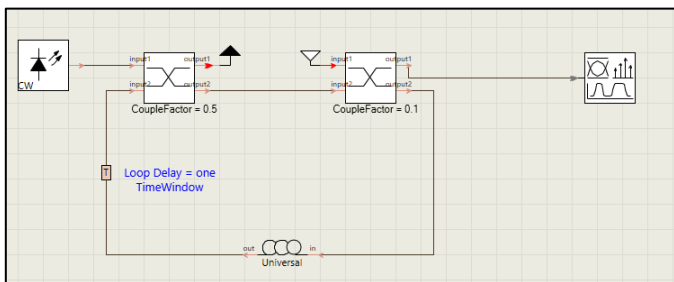 CW
input1
output1
input2
output2
CoupleFactor = 0.5
input1
output1
input2
output2
CoupleFactor = 0.1
T
Loop Delay = one
TimeWindow
out
in
Universal